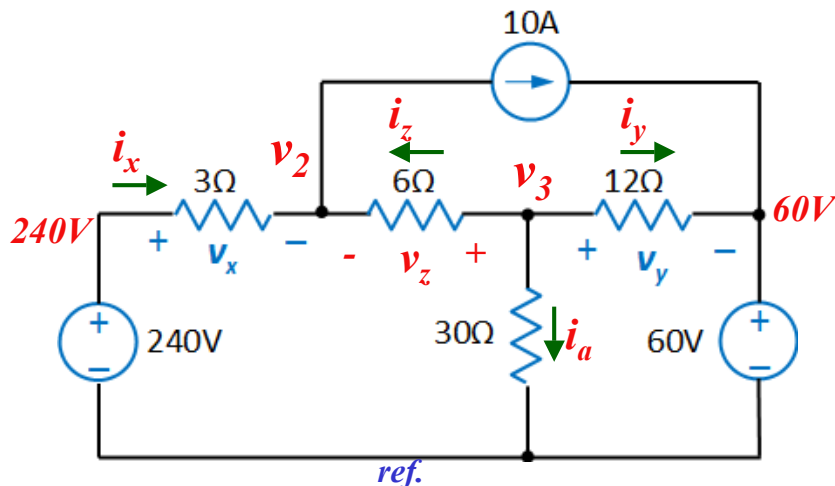 10A
i_x
v_2
i_z
v_3
i_y
3Ω
6Ω
12Ω
240V
60V
+ v_x −
- v_z +
+ v_y −
+
−
240V
30Ω
i_a
60V
+
−
ref.